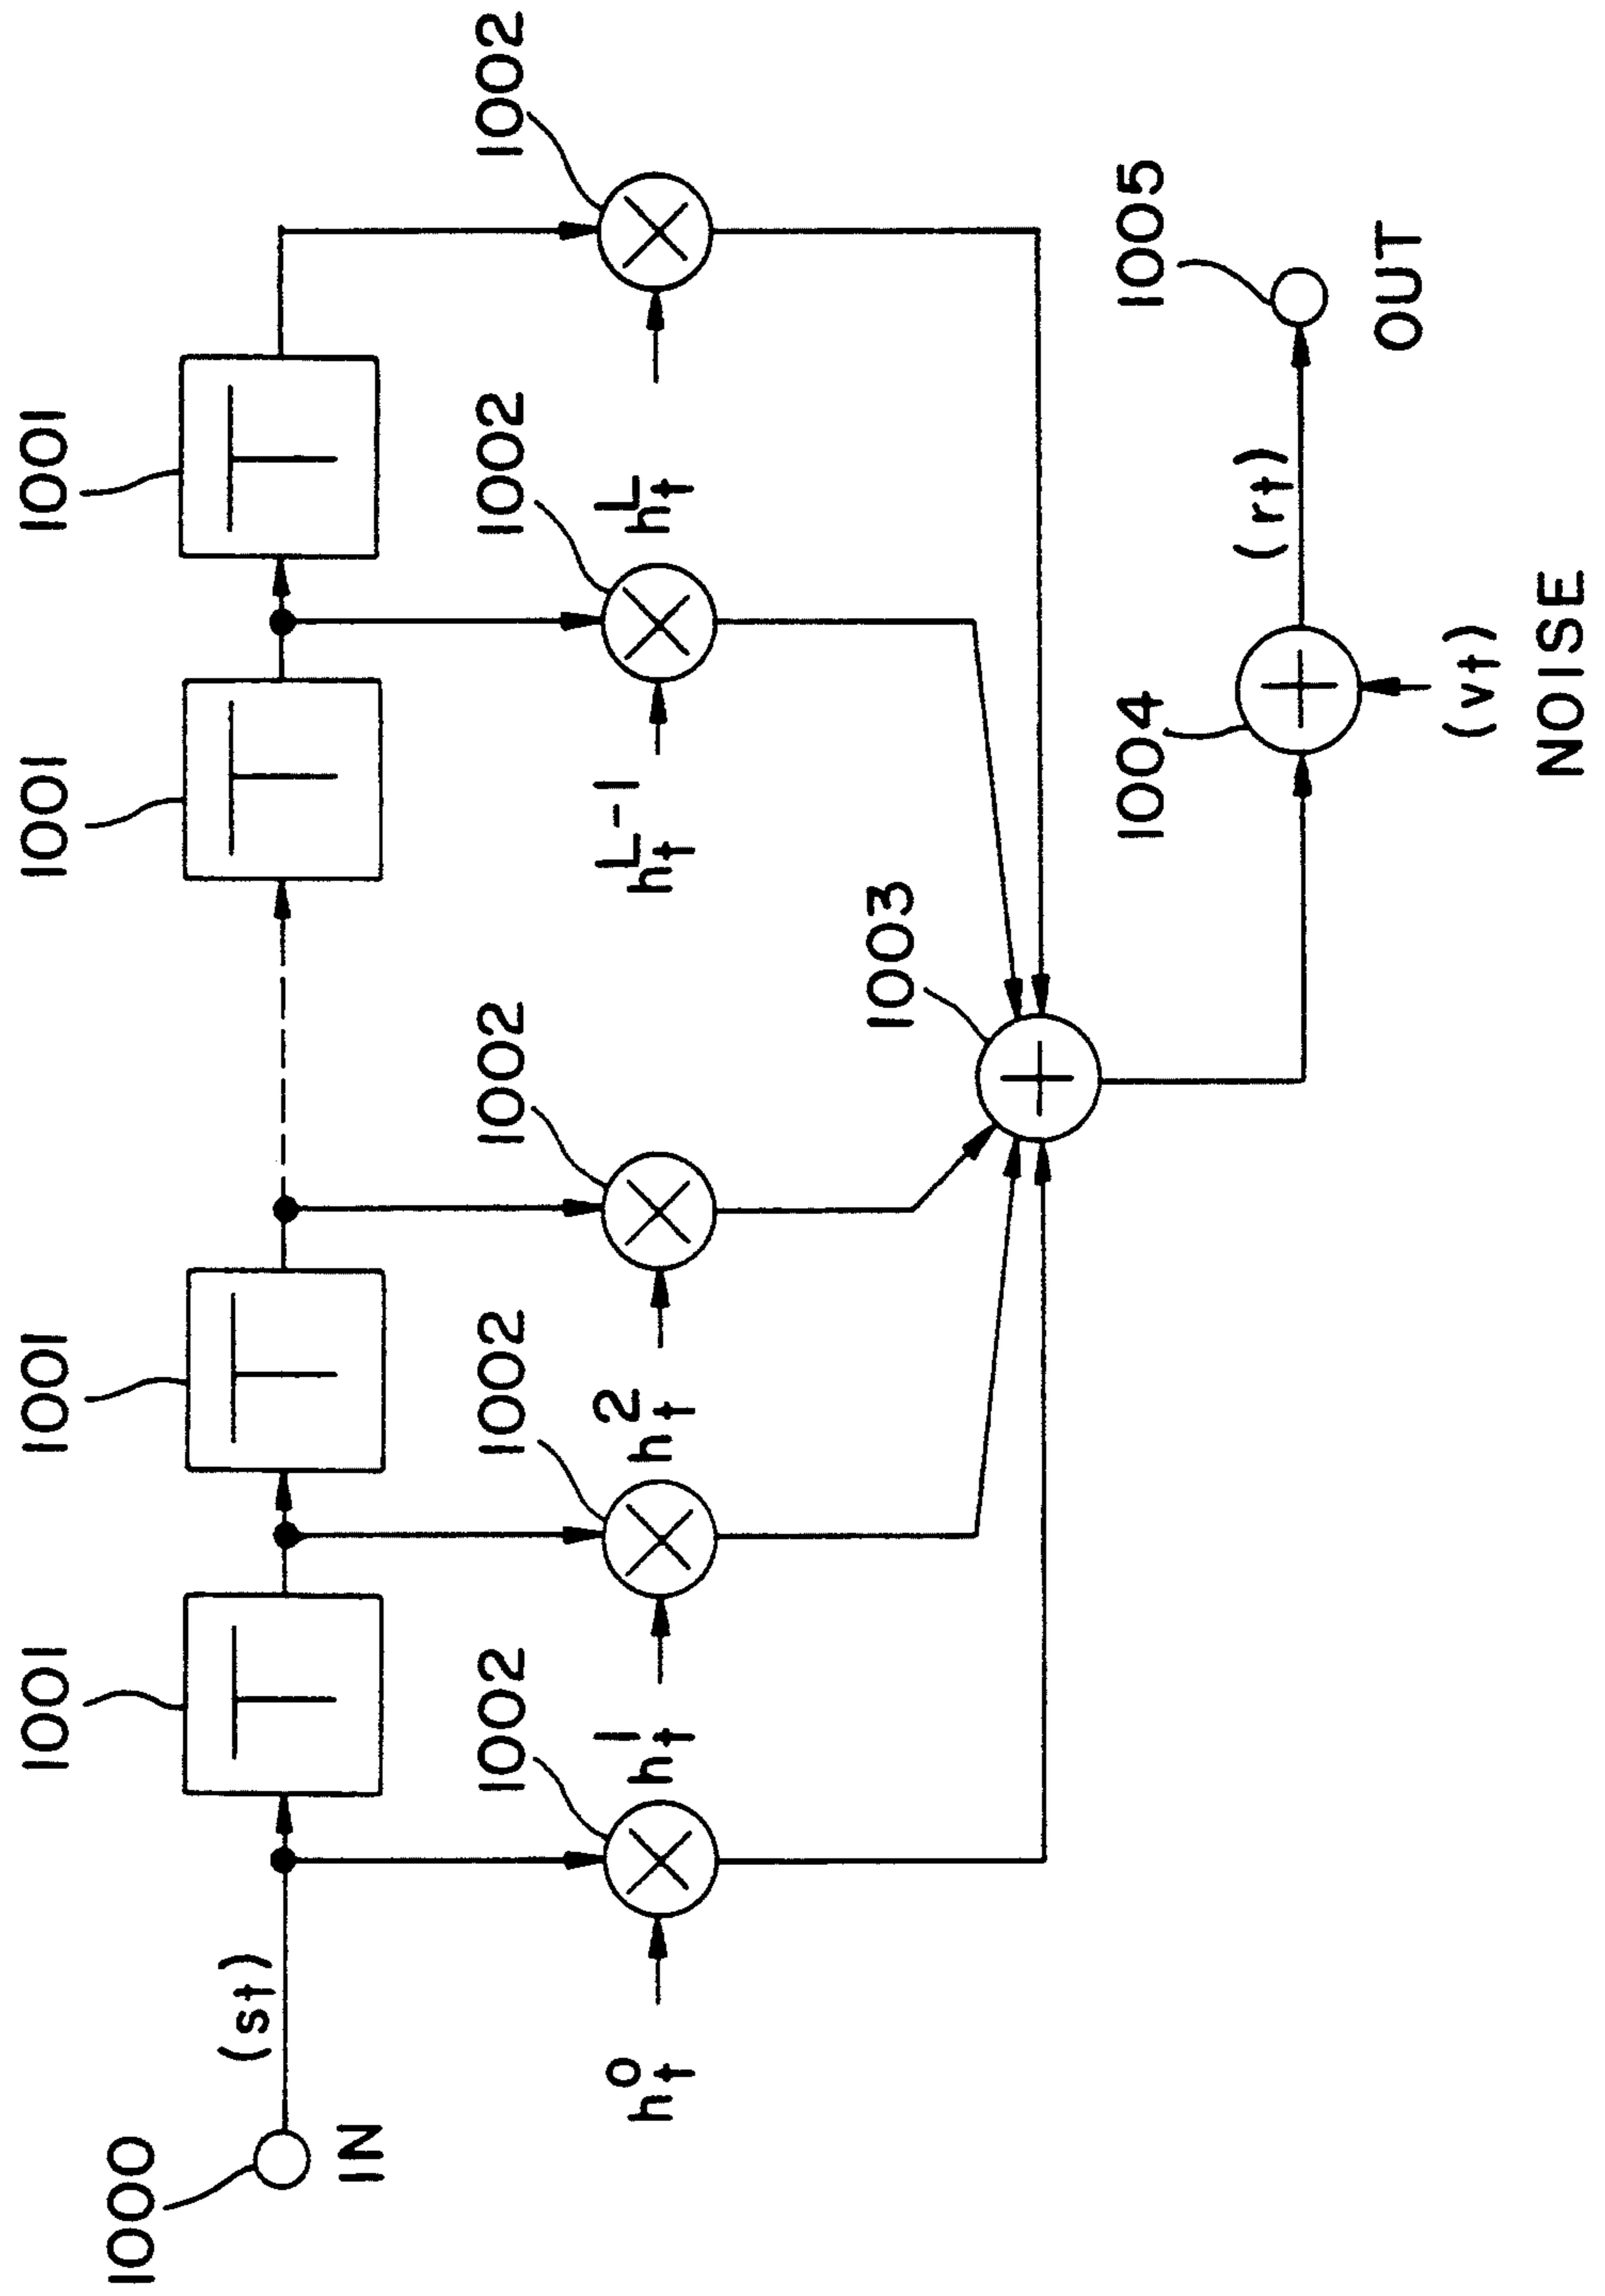 1001 1001 1001 1001
1000
(st)
T T T T
IN
1002 1002 1002 1002 1002
h⁰t h¹t h²t hᴸ⁻¹t hᴸt
1003
1004 1005
(rt)
OUT
(vt)
NOISE